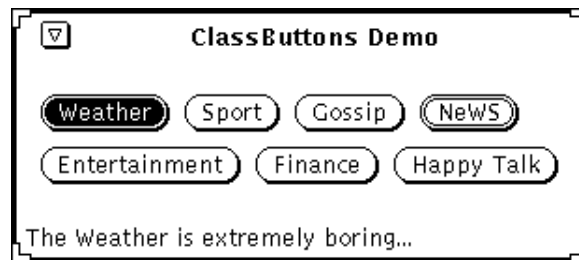 ClassButtons Demo
Weather Sport Gossip NeWS
Entertainment Finance Happy Talk
The Weather is extremely boring...